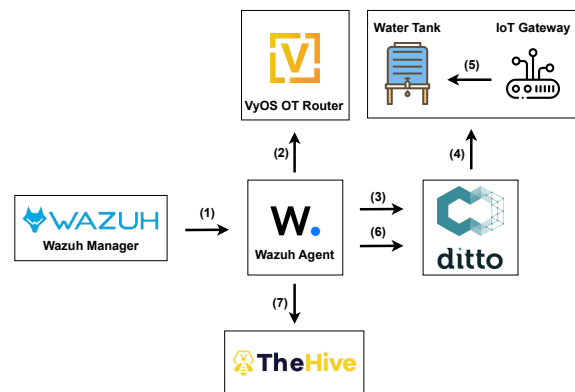 Water Tank
IoT Gateway
V
(5)
VyOS OT Router
(2)
(4)
WAZUH
Wazuh Manager
(1)
W.
Wazuh Agent
(3)
(6)
ditto
(7)
TheHive